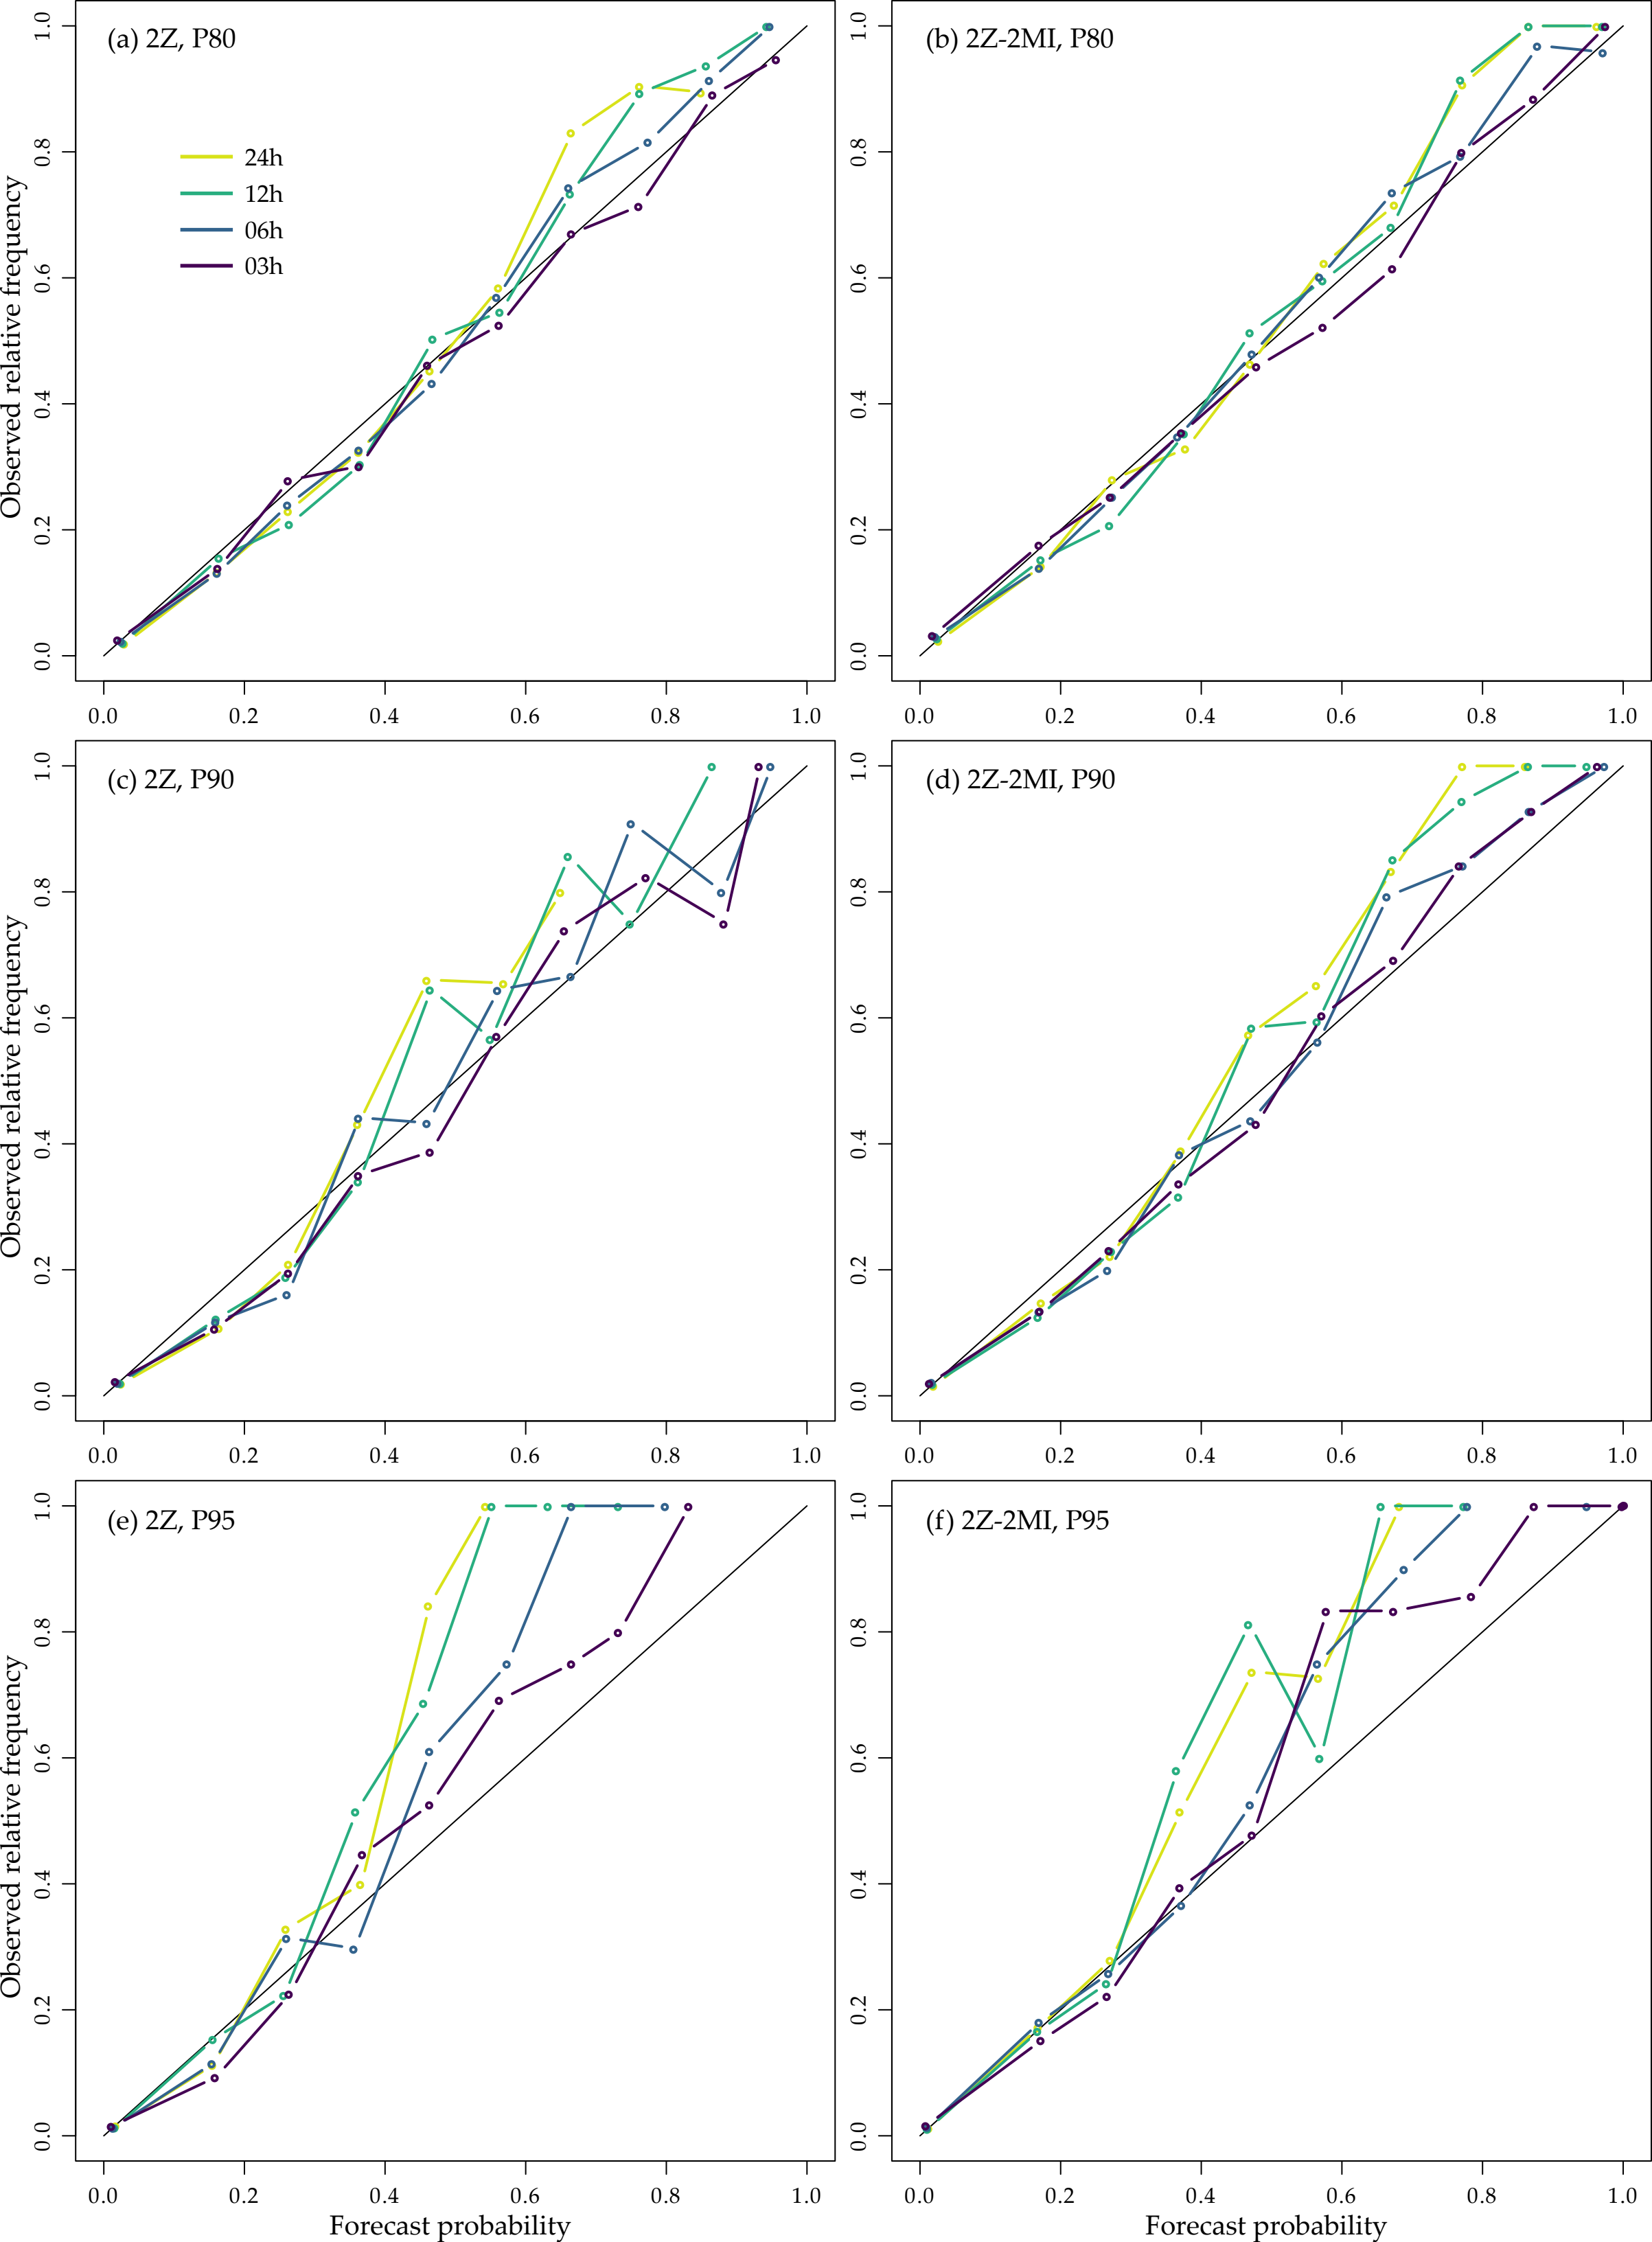 (a) 2Z, P80
24h
12h
06h
03h
Observed relative frequency
0.0 0.2 0.4 0.6 0.8 1.0
0.0 0.2 0.4 0.6 0.8 1.0
(b) 2Z-2MI, P80
0.0 0.2 0.4 0.6 0.8 1.0
0.0 0.2 0.4 0.6 0.8 1.0
(c) 2Z, P90
Observed relative frequency
0.0 0.2 0.4 0.6 0.8 1.0
0.0 0.2 0.4 0.6 0.8 1.0
(d) 2Z-2MI, P90
0.0 0.2 0.4 0.6 0.8 1.0
0.0 0.2 0.4 0.6 0.8 1.0
(e) 2Z, P95
Observed relative frequency
0.0 0.2 0.4 0.6 0.8 1.0
0.0 0.2 0.4 0.6 0.8 1.0
Forecast probability
(f) 2Z-2MI, P95
0.0 0.2 0.4 0.6 0.8 1.0
0.0 0.2 0.4 0.6 0.8 1.0
Forecast probability